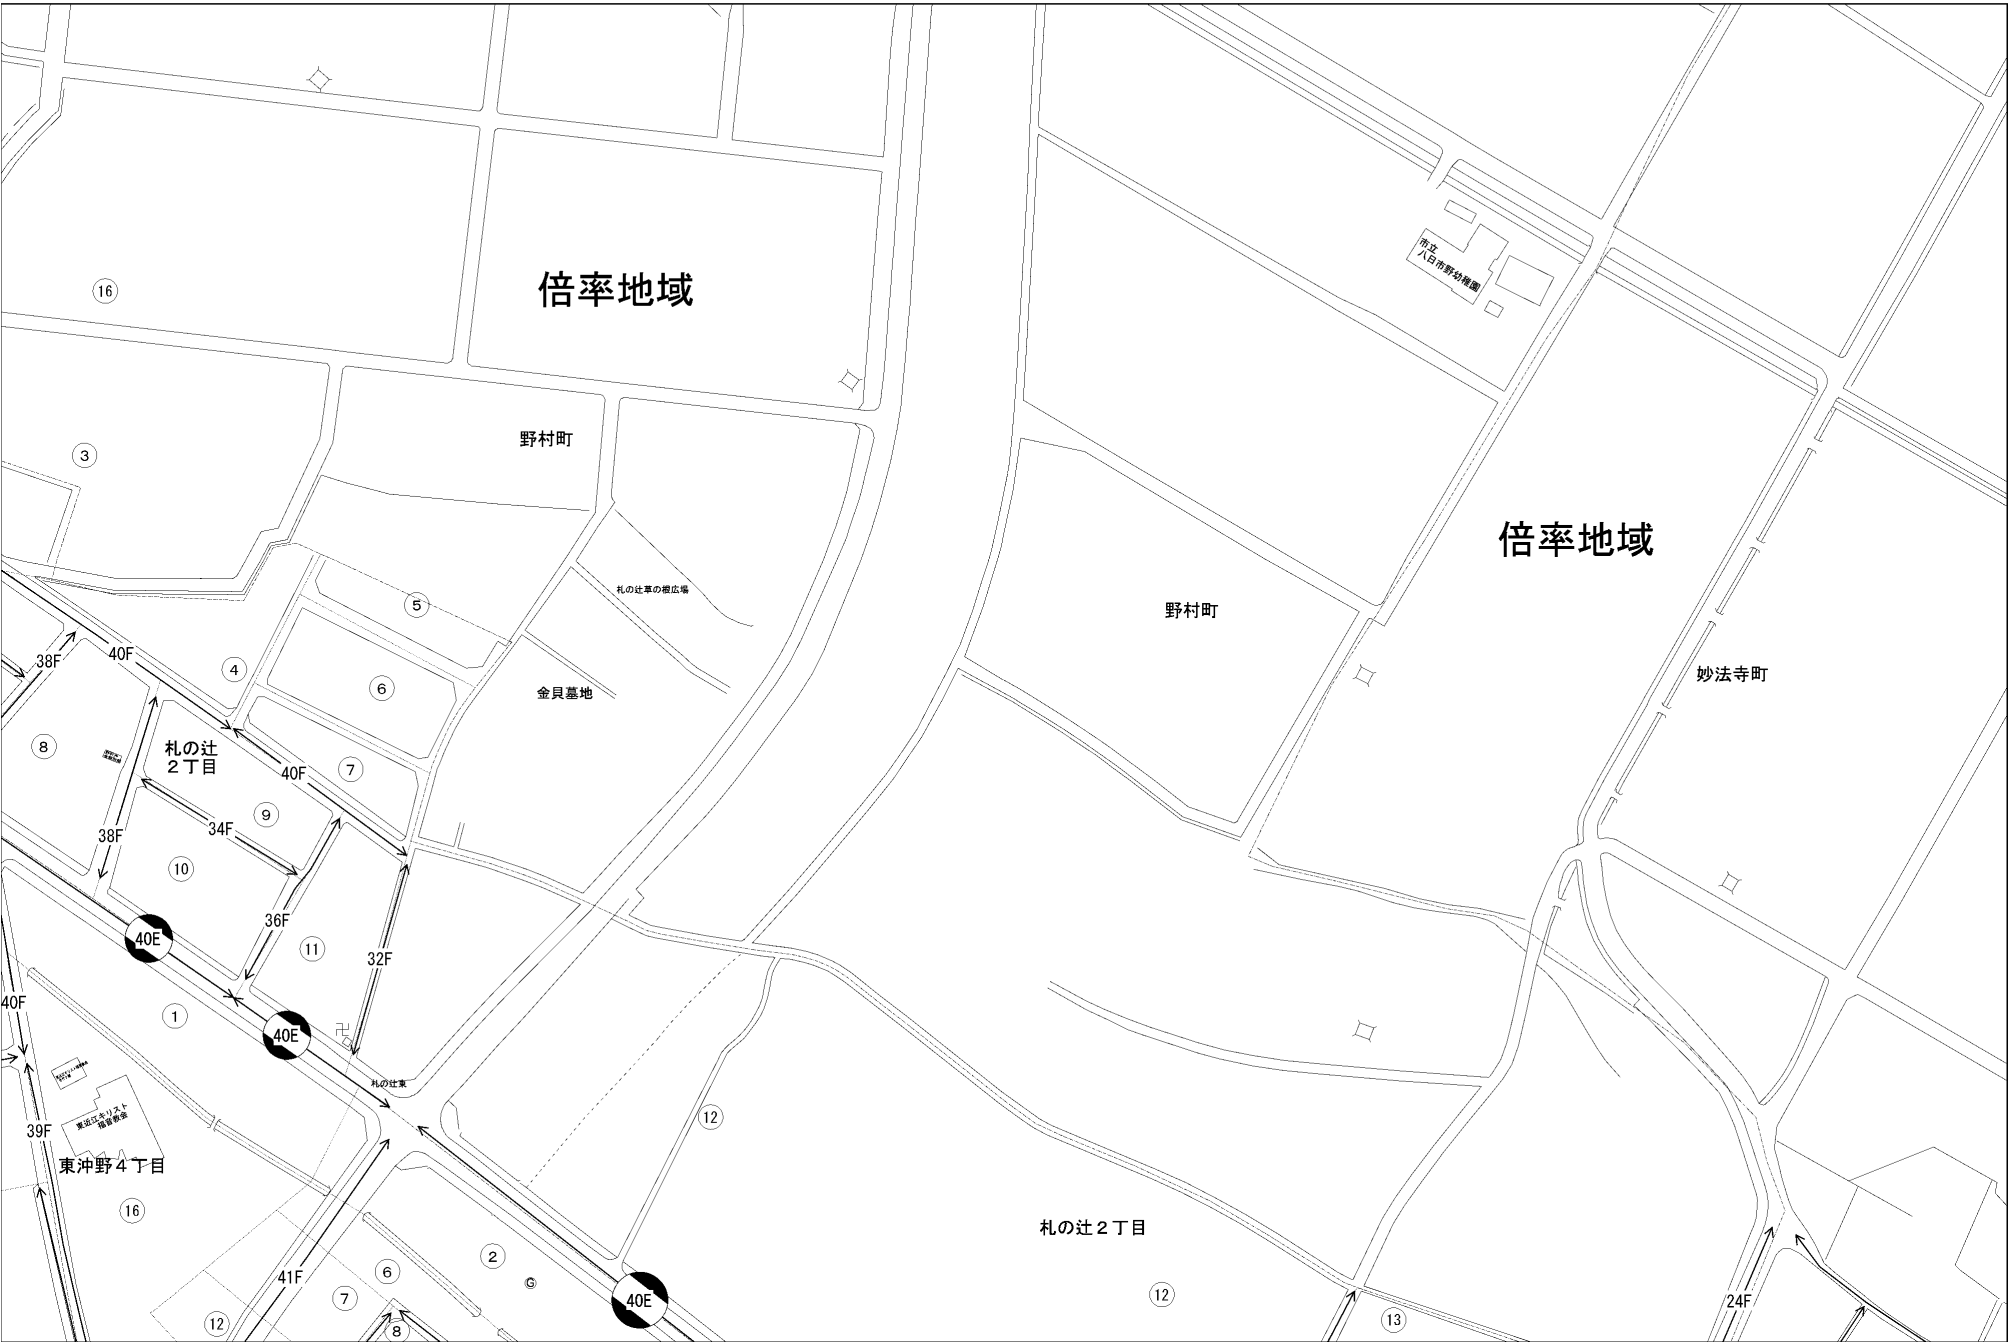 市立
八日市野幼稚園
16
倍率地域
3
野村町
倍率地域
5
札の辻草の根広場
野村町
38F
40F
4
6
金貝墓地
妙法寺町
8
札の辻
2丁目
40F
7
38F
34F
9
10
36F
40E
11
32F
40F
1
40E
卍
札の辻東
12
東近江キリスト
福音教会
39F
東沖野4丁目
16
札の辻2丁目
2
41F
6
G
7
40E
12
24F
12
8
13